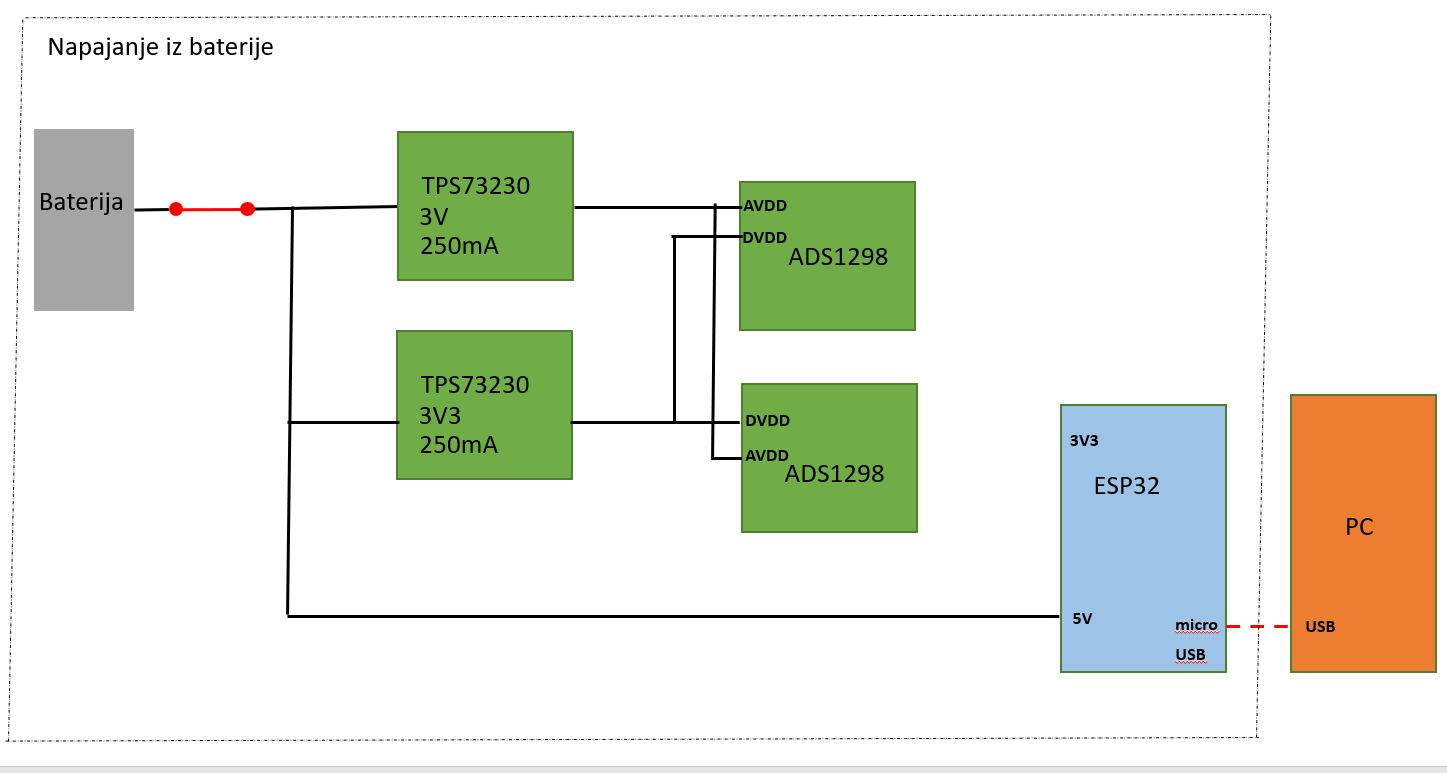 Napajanje iz baterije
Baterija
TPS73230
3V
250mA
AVDD
DVDD
ADS1298
TPS73230
3V3
250mA
DVDD
AVDD
ADS1298
3V3
ESP32
5V
micro
USB
PC
USB